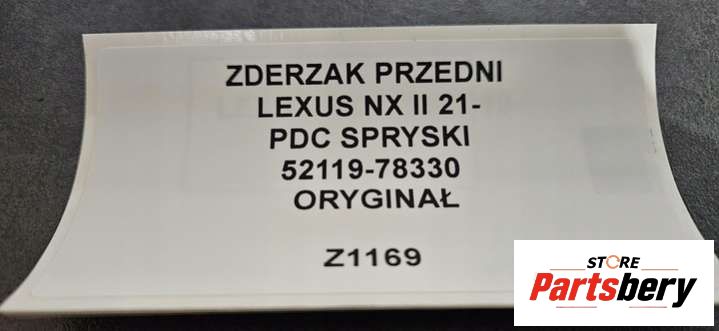 ZDERZAK PRZEDNI
LEXUS NX II 21-
PDC SPRYSKI
52119-78330
ORYGINAŁ
Z1169
STORE
Partsbery